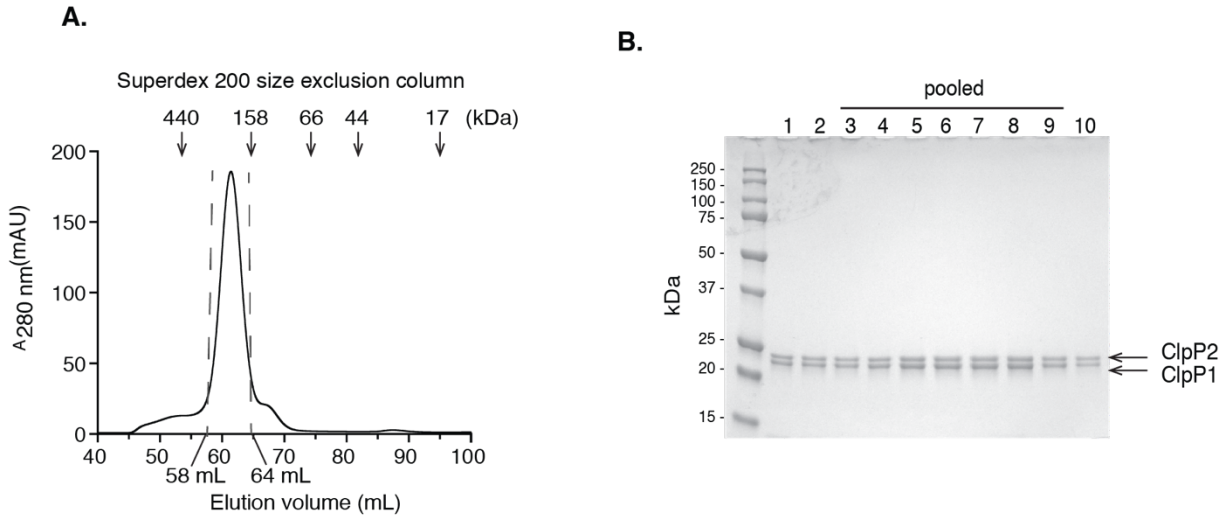 A.
Superdex 200 size exclusion column
440 158 66 44 17 (kDa)
200
150
100
50
0
A280 nm(mAU)
40 50 60 70 80 90 100
58 mL 64 mL
Elution volume (mL)
B.
pooled
1 2 3 4 5 6 7 8 9 10
250 -
150 -
100 -
75 -
50 -
37 -
25 -
20 -
15 -
kDa
ClpP2
ClpP1